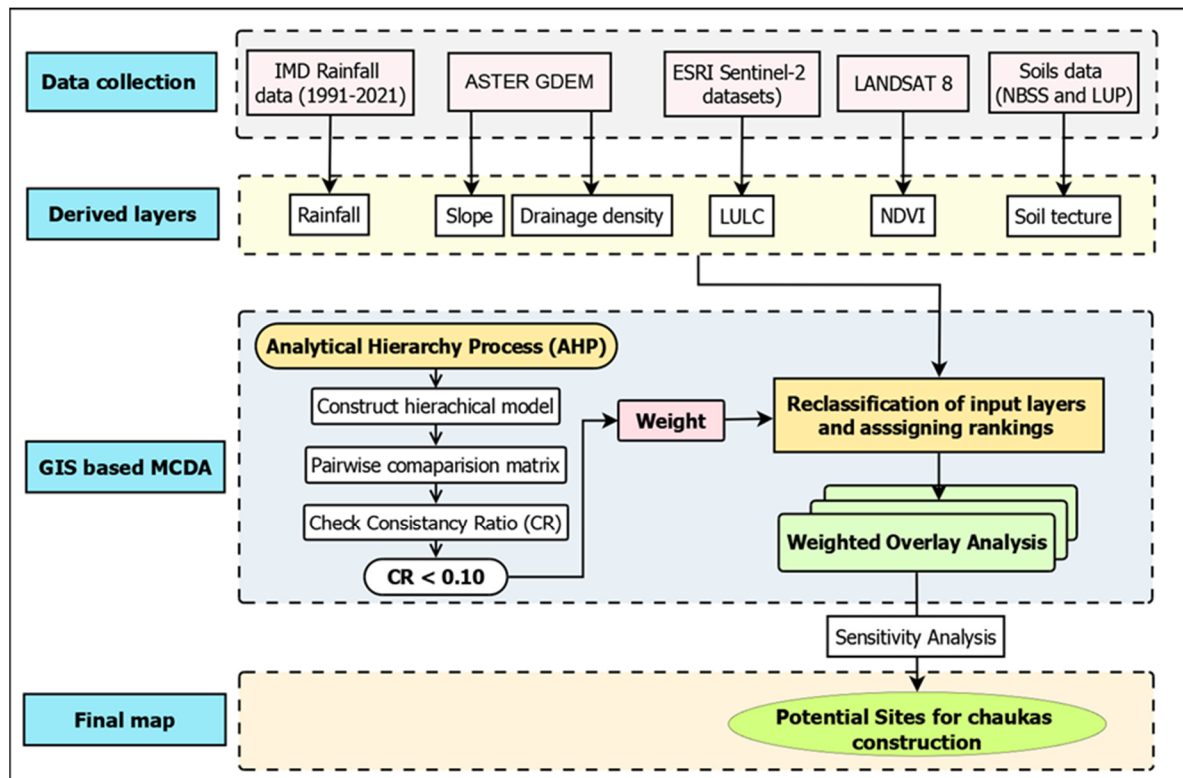 Data collection
IMD Rainfall
data (1991-2021)
ASTER GDEM
ESRI Sentinel-2
datasets)
LANDSAT 8
Soils data
(NBSS and LUP)
Derived layers
Rainfall
Slope
Drainage density
LULC
NDVI
Soil tecture
GIS based MCDA
Analytical Hierarchy Process (AHP)
Construct hierachical model
Pairwise comaparision matrix
Check Consistancy Ratio (CR)
CR < 0.10
Weight
Reclassification of input layers
and asssigning rankings
Weighted Overlay Analysis
Sensitivity Analysis
Final map
Potential Sites for chaukas
construction